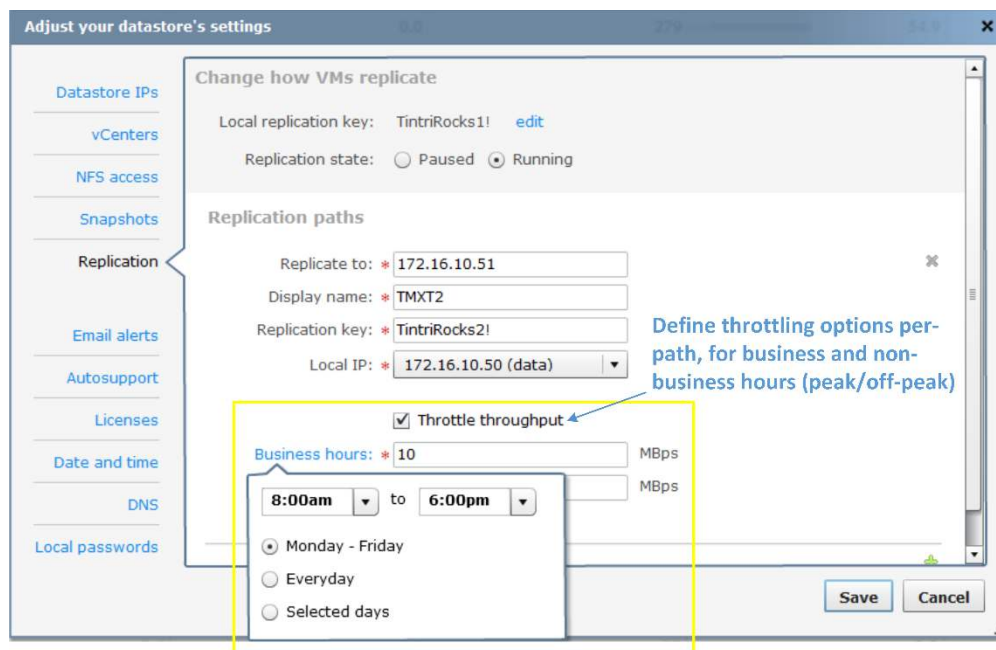 Adjust your datastore's settings
Datastore IPs
vCenters
NFS access
Snapshots
Replication
Email alerts
Autosupport
Licenses
Date and time
DNS
Local passwords
Change how VMs replicate
Local replication key: TintriRocks1! edit
Replication state: Paused Running
Replication paths
Replicate to: * 172.16.10.51
Display name: * TMXT2
Replication key: * TintriRocks2!
Local IP: * 172.16.10.50 (data)
Define throttling options per-
path, for business and non-
business hours (peak/off-peak)
Throttle throughput
Business hours: * 10 MBps
MBps
8:00am to 6:00pm
Monday - Friday
Everyday
Selected days
Save Cancel